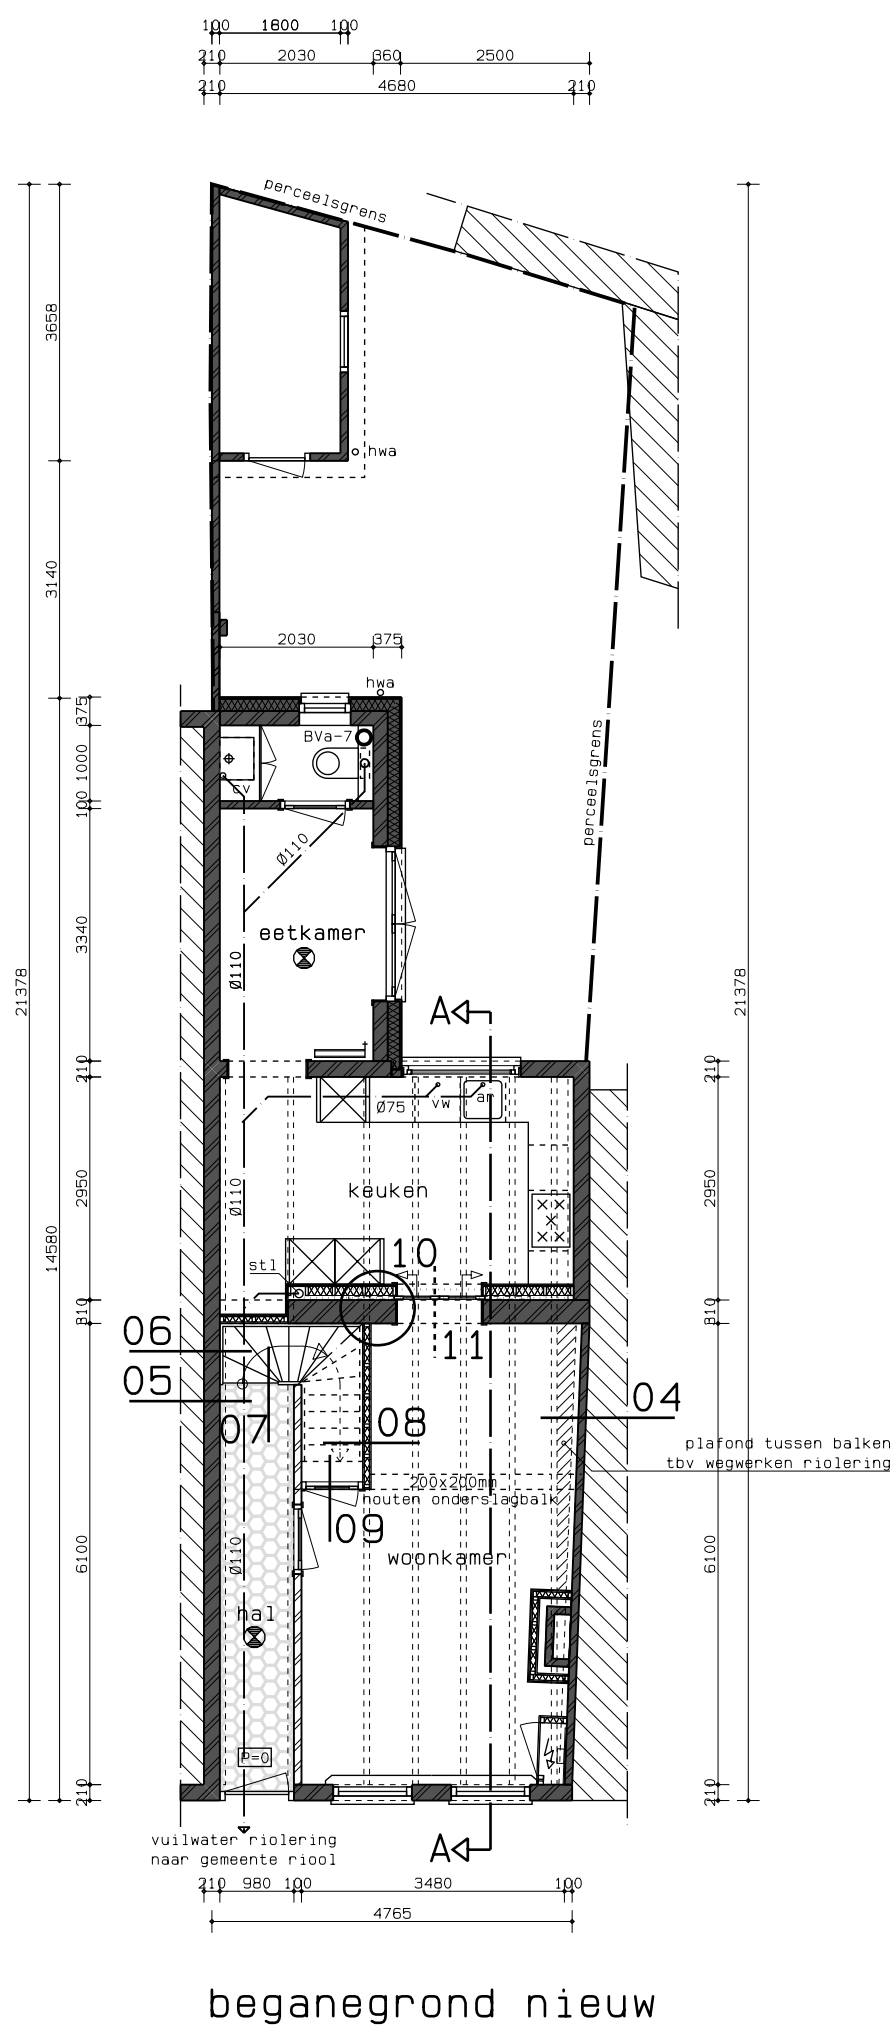 100 1800 100
210 2030 360 2500
210 4680 210
perceelsgrens
3658
hwa
3140
2030 375
hwa
375
BVa-7
1000
cv
100
Ø110
perceelsgrens
eetkamer
3340
Ø110
21378
21378
A
210
210
Ø75
vw
am
2950
Ø110
keuken
2950
14580
stl
10
310
310
06
11
05
04
07
08
plafond tussen balken
tbv wegwerken riolering
200x200mm
houten onderslagbalk
09
6100
Ø110
woonkamer
6100
hal
P=0
210
210
vuilwater riolering
naar gemeente riool
A
210 980 100 3480 100
4765
beganegrond nieuw